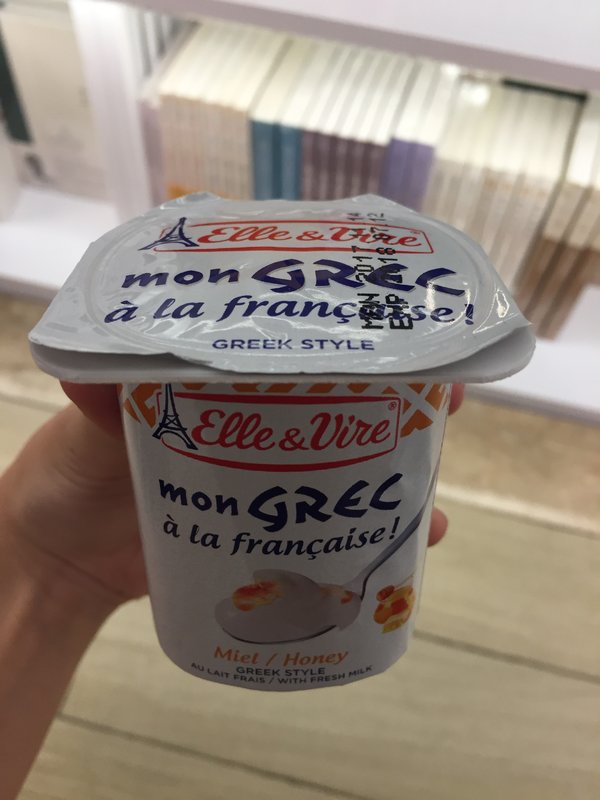 Elle & Vire
mon GREC
à la française!
GREEK STYLE
Elle & Vire®
mon GREC
à la française!
Miel / Honey
GREEK STYLE
AU LAIT FRAIS / WITH FRESH MILK